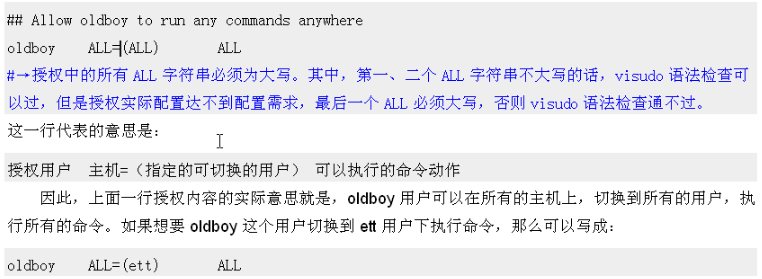 ## Allow oldboy to run any commands anywhere
oldboy    ALL=(ALL)       ALL
#→授权中的所有 ALL 字符串必须为大写。其中，第一、二个 ALL 字符串不大写的话，visudo 语法检查可
以过，但是授权实际配置达不到配置需求，最后一个 ALL 必须大写，否则 visudo 语法检查通不过。
这一行代表的意思是：
授权用户  主机=（指定的可切换的用户） 可以执行的命令动作
因此，上面一行授权内容的实际意思就是，oldboy 用户可以在所有的主机上，切换到所有的用户，执
行所有的命令。如果想要 oldboy 这个用户切换到 ett 用户下执行命令，那么可以写成：
oldboy    ALL=(ett)       ALL